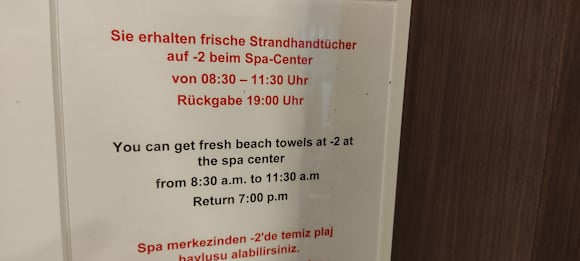 Sie erhalten frische Strandhandtücher
auf -2 beim Spa-Center
von 08:30 – 11:30 Uhr
Rückgabe 19:00 Uhr
You can get fresh beach towels at -2 at
the spa center
from 8:30 a.m. to 11:30 a.m
Return 7:00 p.m
Spa merkezinden -2'de temiz plaj
havlusu alabilirsiniz.